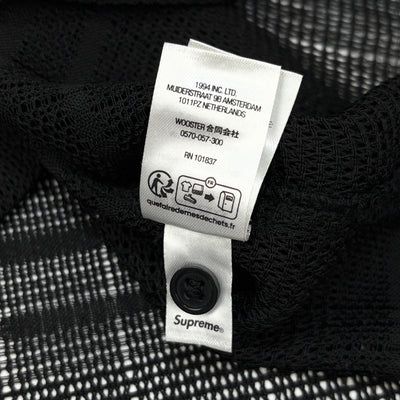 1994 INC. LTD.
MUIDERSTRAAT 9B AMSTERDAM
1011PZ NETHERLANDS
WOOSTER 合同会社
0570-057-300
RN 101837
FR
quefairedemesdechets.fr
Supreme®